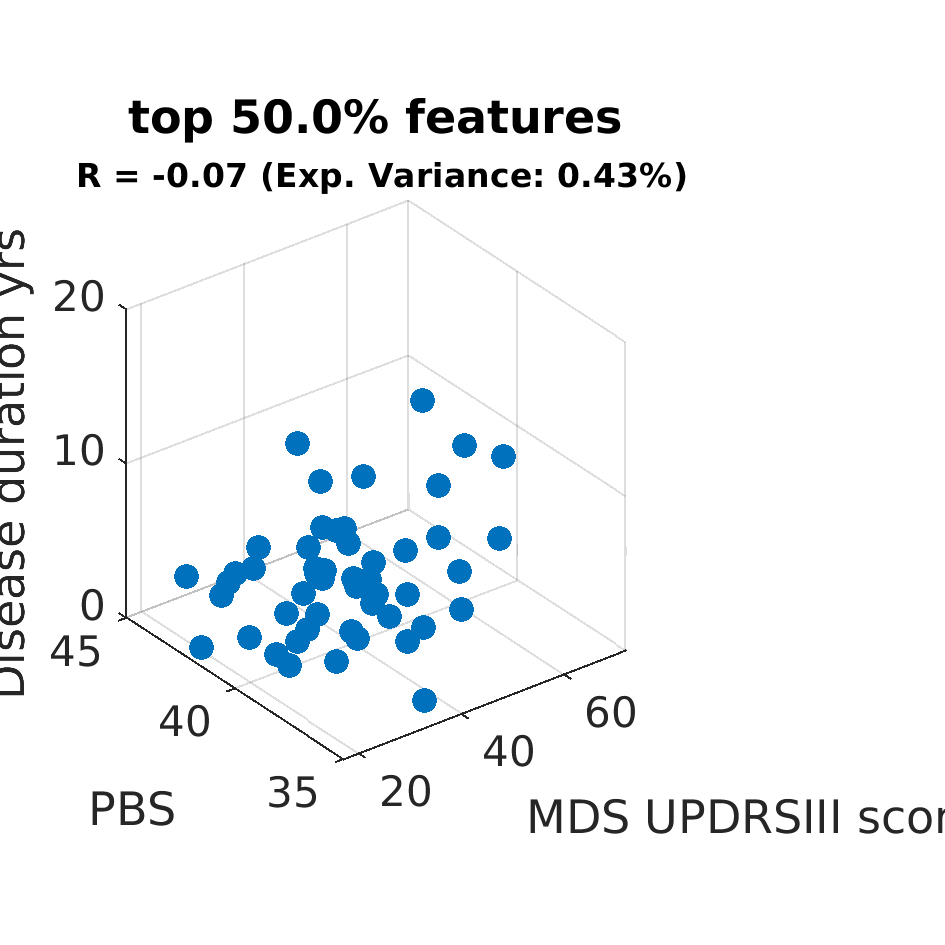 top 50.0% features
R = -0.07 (Exp. Variance: 0.43%)
Disease duration yrs
20
10
0
45
40
35
20
40
60
PBS
MDS UPDRSIII scor